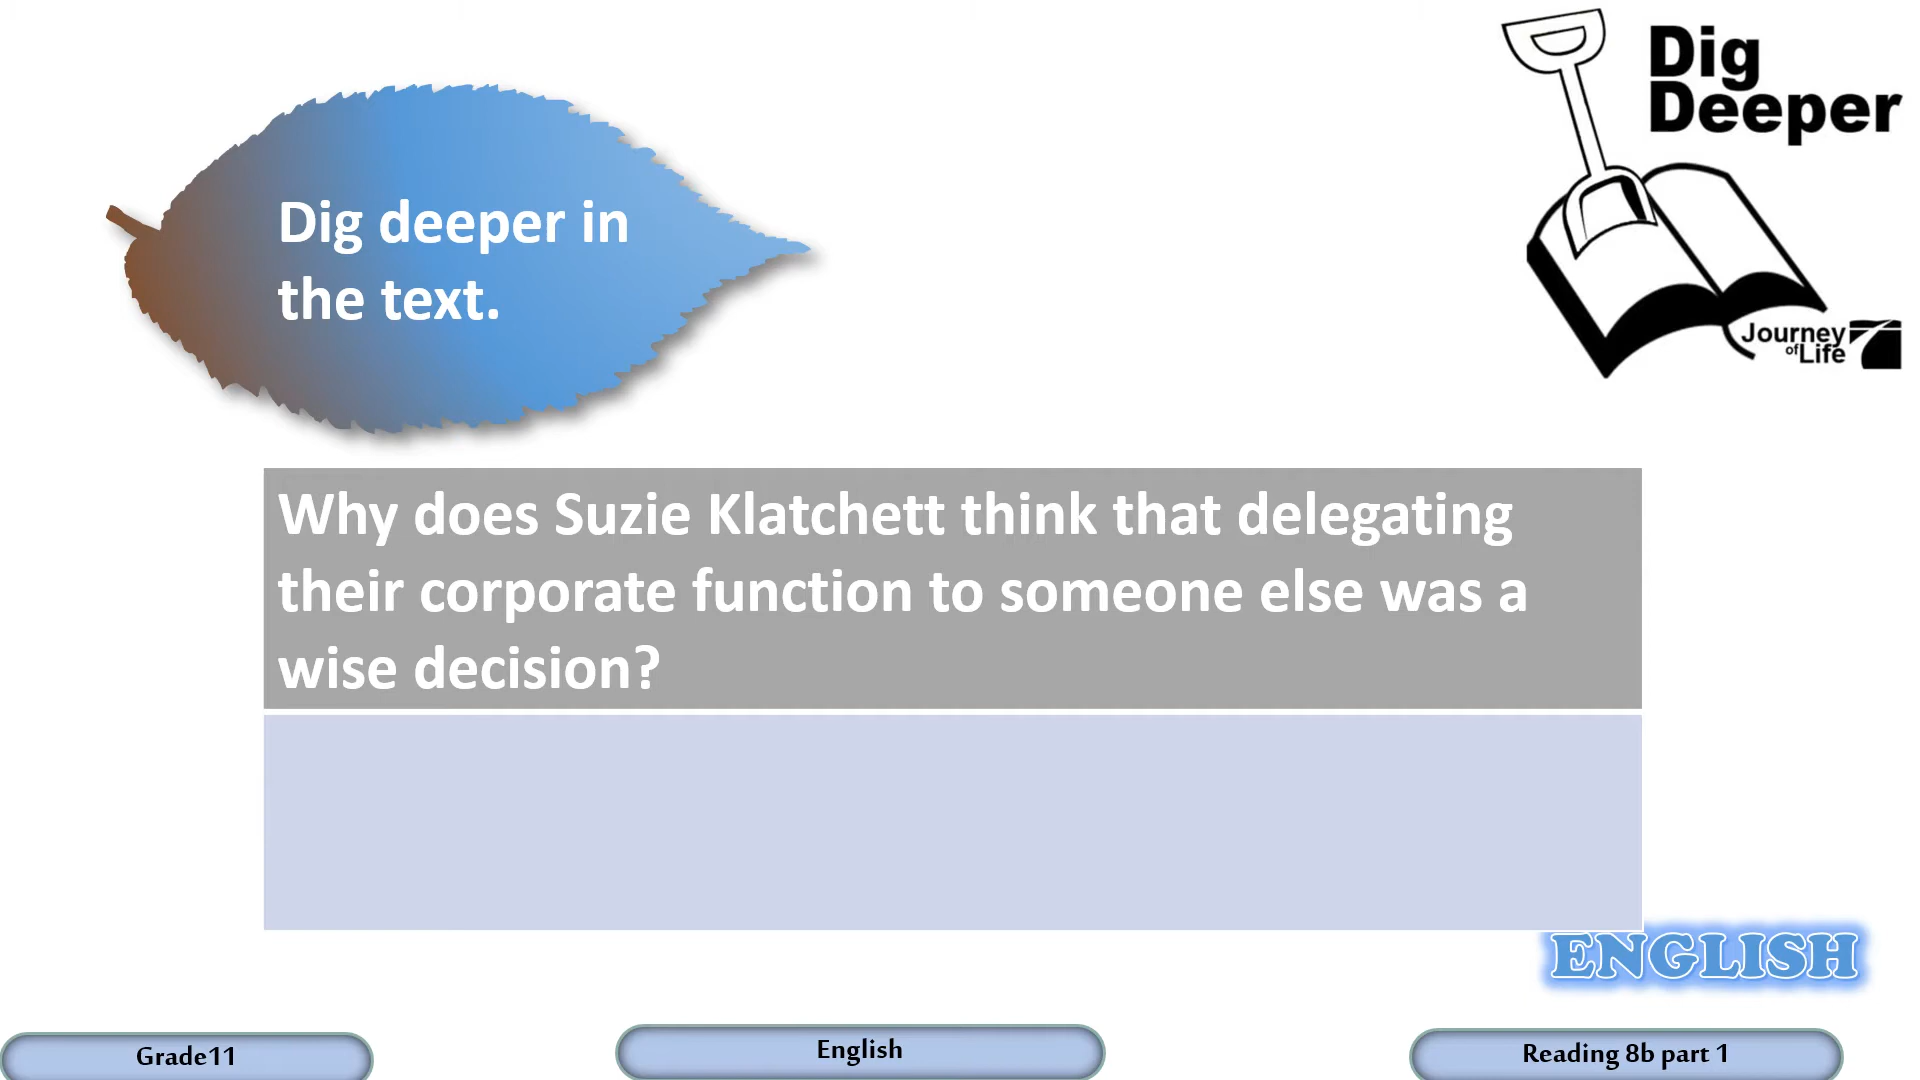 Dig
Deeper
Dig deeper in
the text.
Journey
of Life
Why does Suzie Klatchett think that delegating
their corporate function to someone else was a
wise decision?
ENGLISH
Grade11
English
Reading 8b part 1